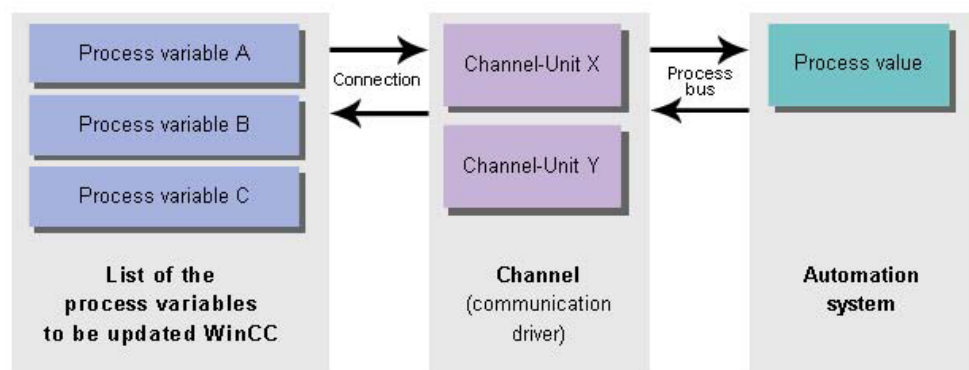 Process variable A
Process variable B
Process variable C
List of the
process variables
to be updated WinCC
Connection
Channel-Unit X
Channel-Unit Y
Channel
(communication
driver)
Process
bus
Process value
Automation
system